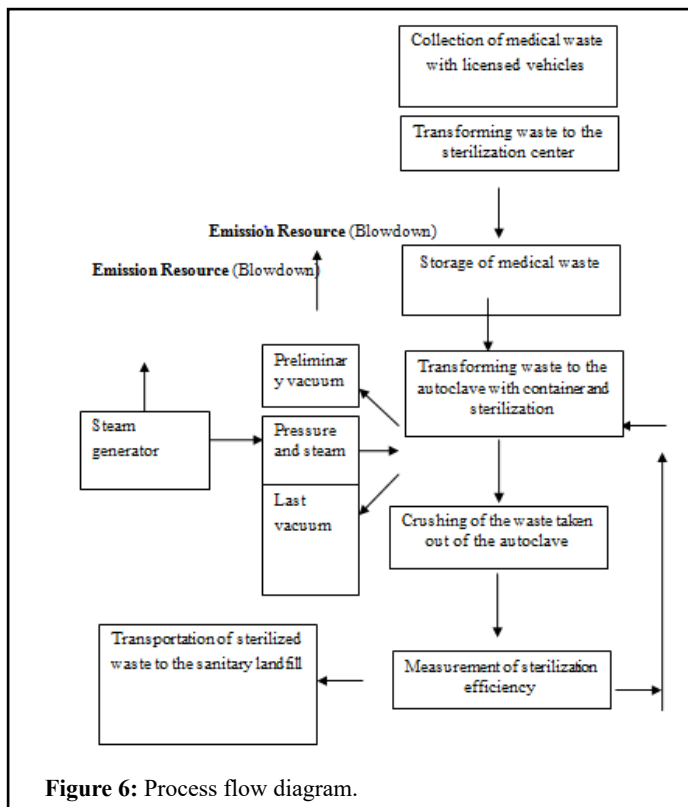 Collection of medical waste
with licensed vehicles
Transforming waste to the
sterilization center
Emission Resource (Blowdown)
Emission Resource (Blowdown)
Storage of medical waste
Preliminar
y vacuum
Transforming waste to the
autoclave with container and
sterilization
Steam
generator
Pressure
and steam
Last
vacuum
Crushing of the waste taken
out of the autoclave
Transportation of sterilized
waste to the sanitary landfill
Measurement of sterilization
efficiency
Figure 6: Process flow diagram.